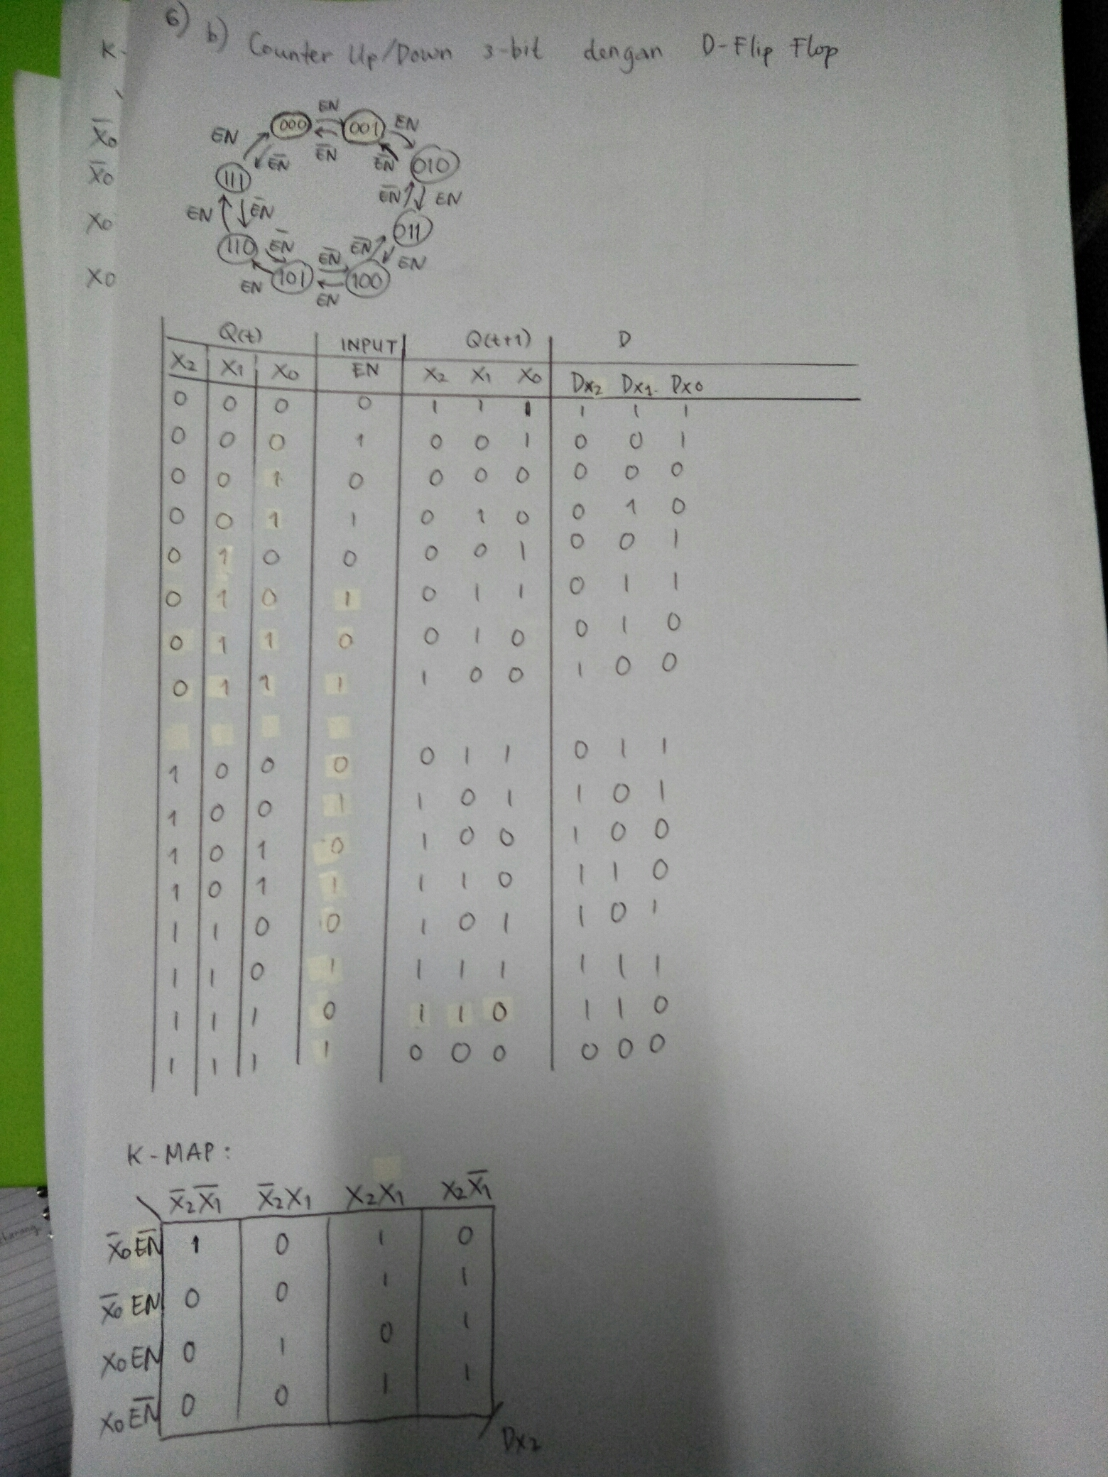 6) b) Counter Up/Down 3-bit dengan D-Flip Flop
K-
X̅₀
X̅₀
X₀
X₀
EN
000 001
EN
EN E̅N̅ E̅N̅ E̅N̅
111 010
EN E̅N̅ E̅N̅ EN
110 E̅N̅ E̅N̅ E̅N̅ 011
EN 101 100 EN
EN
Q(t) INPUT Q(t+1) D
X₂ X₁ X₀ EN X₂ X₁ X₀ Dx₂ Dx₁ Dx₀
0 0 0 0 1 1 1 1 1 1
0 0 0 1 0 0 1 0 0 1
0 0 1 0 0 0 0 0 0 0
0 0 1 1 0 1 0 0 1 0
0 1 0 0 0 0 1 0 0 1
0 1 0 1 0 1 1 0 1 1
0 1 1 0 0 1 0 0 1 0
0 1 1 1 1 0 0 1 0 0
1 0 0 0 0 1 1 0 1 1
1 0 0 1 1 0 1 1 0 1
1 0 1 0 1 0 0 1 0 0
1 0 1 1 1 1 0 1 1 0
1 1 0 0 1 0 1 1 0 1
1 1 0 1 1 1 1 1 1 1
1 1 1 0 1 1 0 1 1 0
1 1 1 1 0 0 0 0 0 0
K-MAP:
X̅₂X̅₁ X̅₂X₁ X₂X₁ X₂X̅₁
X̅₀E̅N̅ 1 0 1 0
X̅₀EN 0 0 1 1
X₀EN 0 1 0 1
X₀E̅N̅ 0 0 1 1
Dx₂